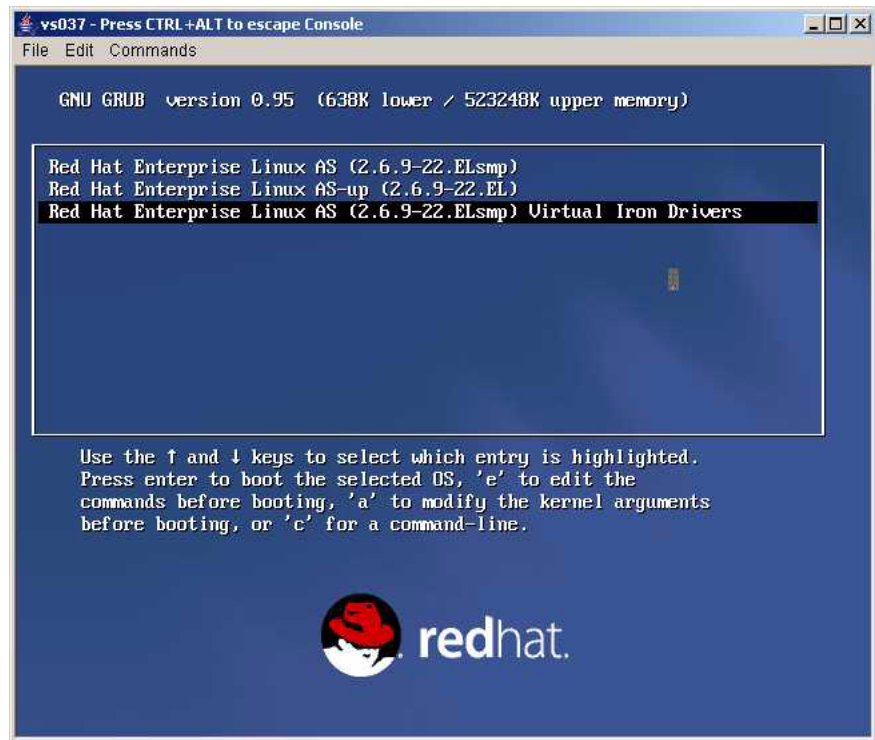 vs037 - Press CTRL+ALT to escape Console
File Edit Commands
GNU GRUB version 0.95 (638K lower / 523248K upper memory)
Red Hat Enterprise Linux AS (2.6.9-22.ELsmp)
Red Hat Enterprise Linux AS-up (2.6.9-22.EL)
Red Hat Enterprise Linux AS (2.6.9-22.ELsmp) Virtual Iron Drivers
Use the ↑ and ↓ keys to select which entry is highlighted.
Press enter to boot the selected OS, 'e' to edit the
commands before booting, 'a' to modify the kernel arguments
before booting, or 'c' for a command-line.
redhat.